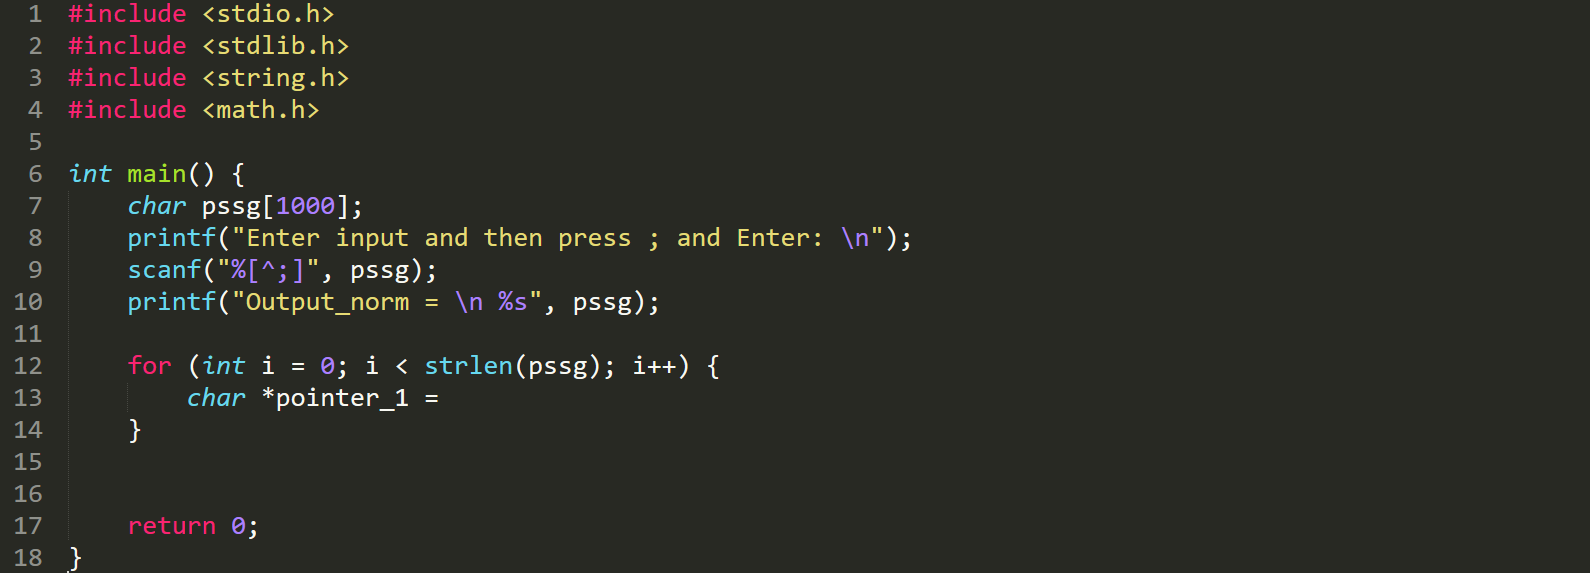 1 #include <stdio.h>
2 #include <stdlib.h>
3 #include <string.h>
4 #include <math.h>
5
6 int main() {
7     char pssg[1000];
8     printf("Enter input and then press ; and Enter: \n");
9     scanf("%[^;]", pssg);
10     printf("Output_norm = \n %s", pssg);
11
12     for (int i = 0; i < strlen(pssg); i++) {
13         char *pointer_1 =
14     }
15
16
17     return 0;
18 }